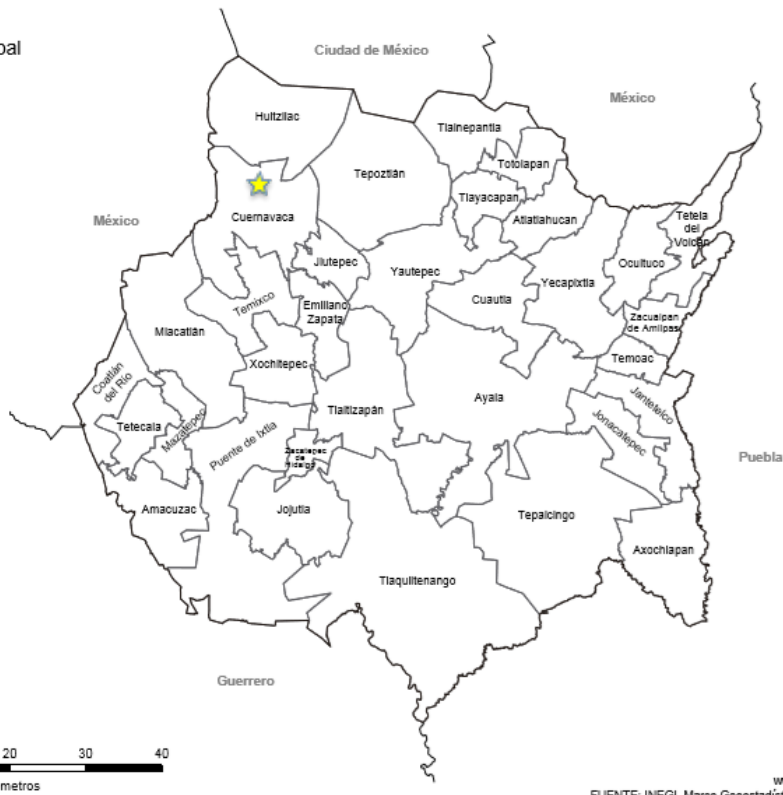 pal
Ciudad de México
México
Huitzilac
Tlalnepantla
Totolapan
Tepoztlán
Tlayacapan
México
Cuernavaca
Atlatlahucan
Tetela
del
Volcán
Jiutepec
Yautepec
Ocuituco
Yecapixtla
Cuautla
Temixco
Emiliano
Zapata
Zacualpan
de Amilpas
Miacatlán
Temoac
Xochitepec
Coatlán
del Río
Ayala
Jantetelco
Tlaltizapán
Jonacatepec
Tetecala
Mazatepec
Puente de Ixtla
Zacatepec
de
Hidalgo
Puebla
Amacuzac
Jojutla
Tepalcingo
Axochiapan
Tlaquiltenango
Guerrero
20 30 40
metros
w